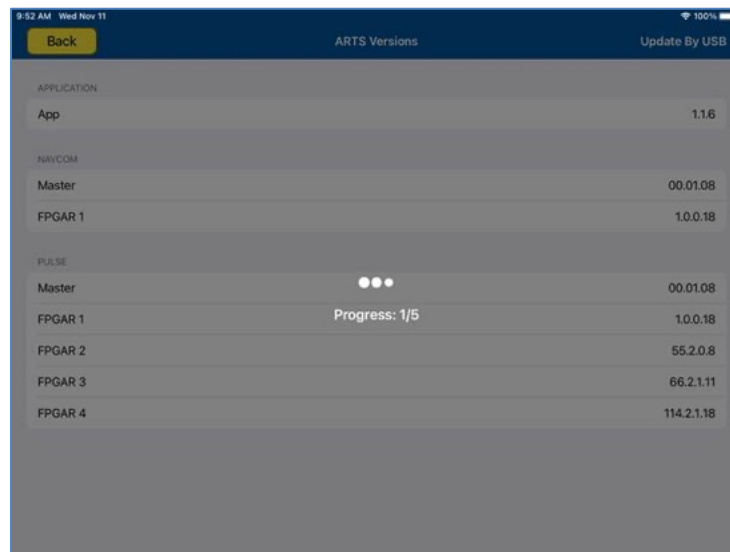 9:52 AM Wed Nov 11 100%
Back ARTS Versions Update By USB
APPLICATION
App 1.1.6
NAVCOM
Master 00.01.08
FPGAR 1 1.0.0.18
PULSE
Master 00.01.08
FPGAR 1 1.0.0.18
Progress: 1/5
FPGAR 2 55.2.0.8
FPGAR 3 66.2.1.11
FPGAR 4 114.2.1.18